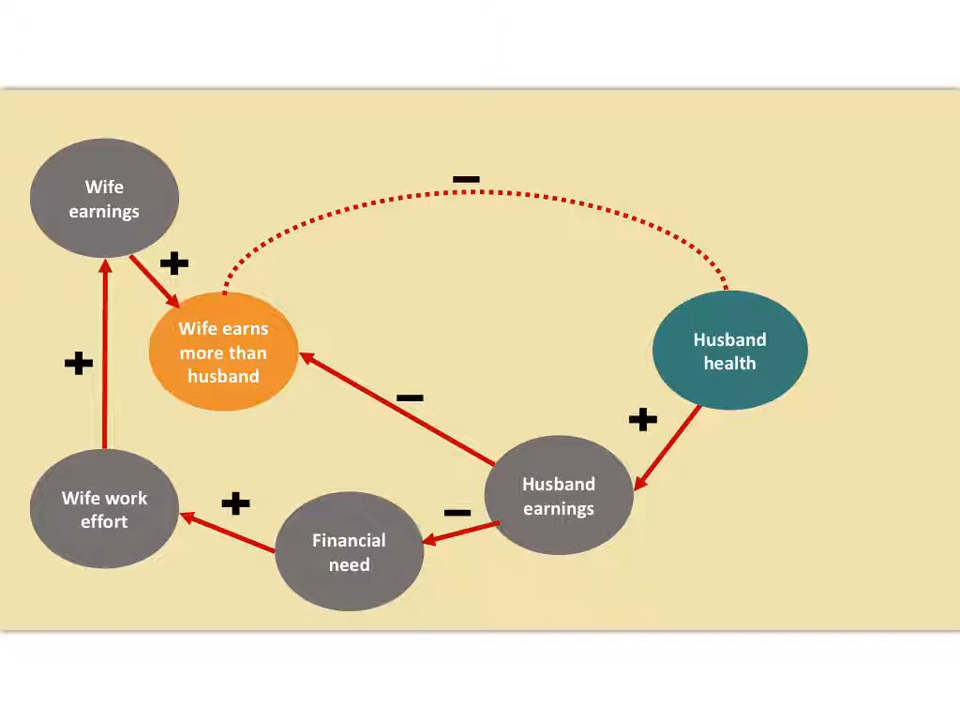 Wife
earnings
−
+
Wife earns
more than
husband
Husband
health
+
−
+
Wife work
effort
+
Financial
need
−
Husband
earnings